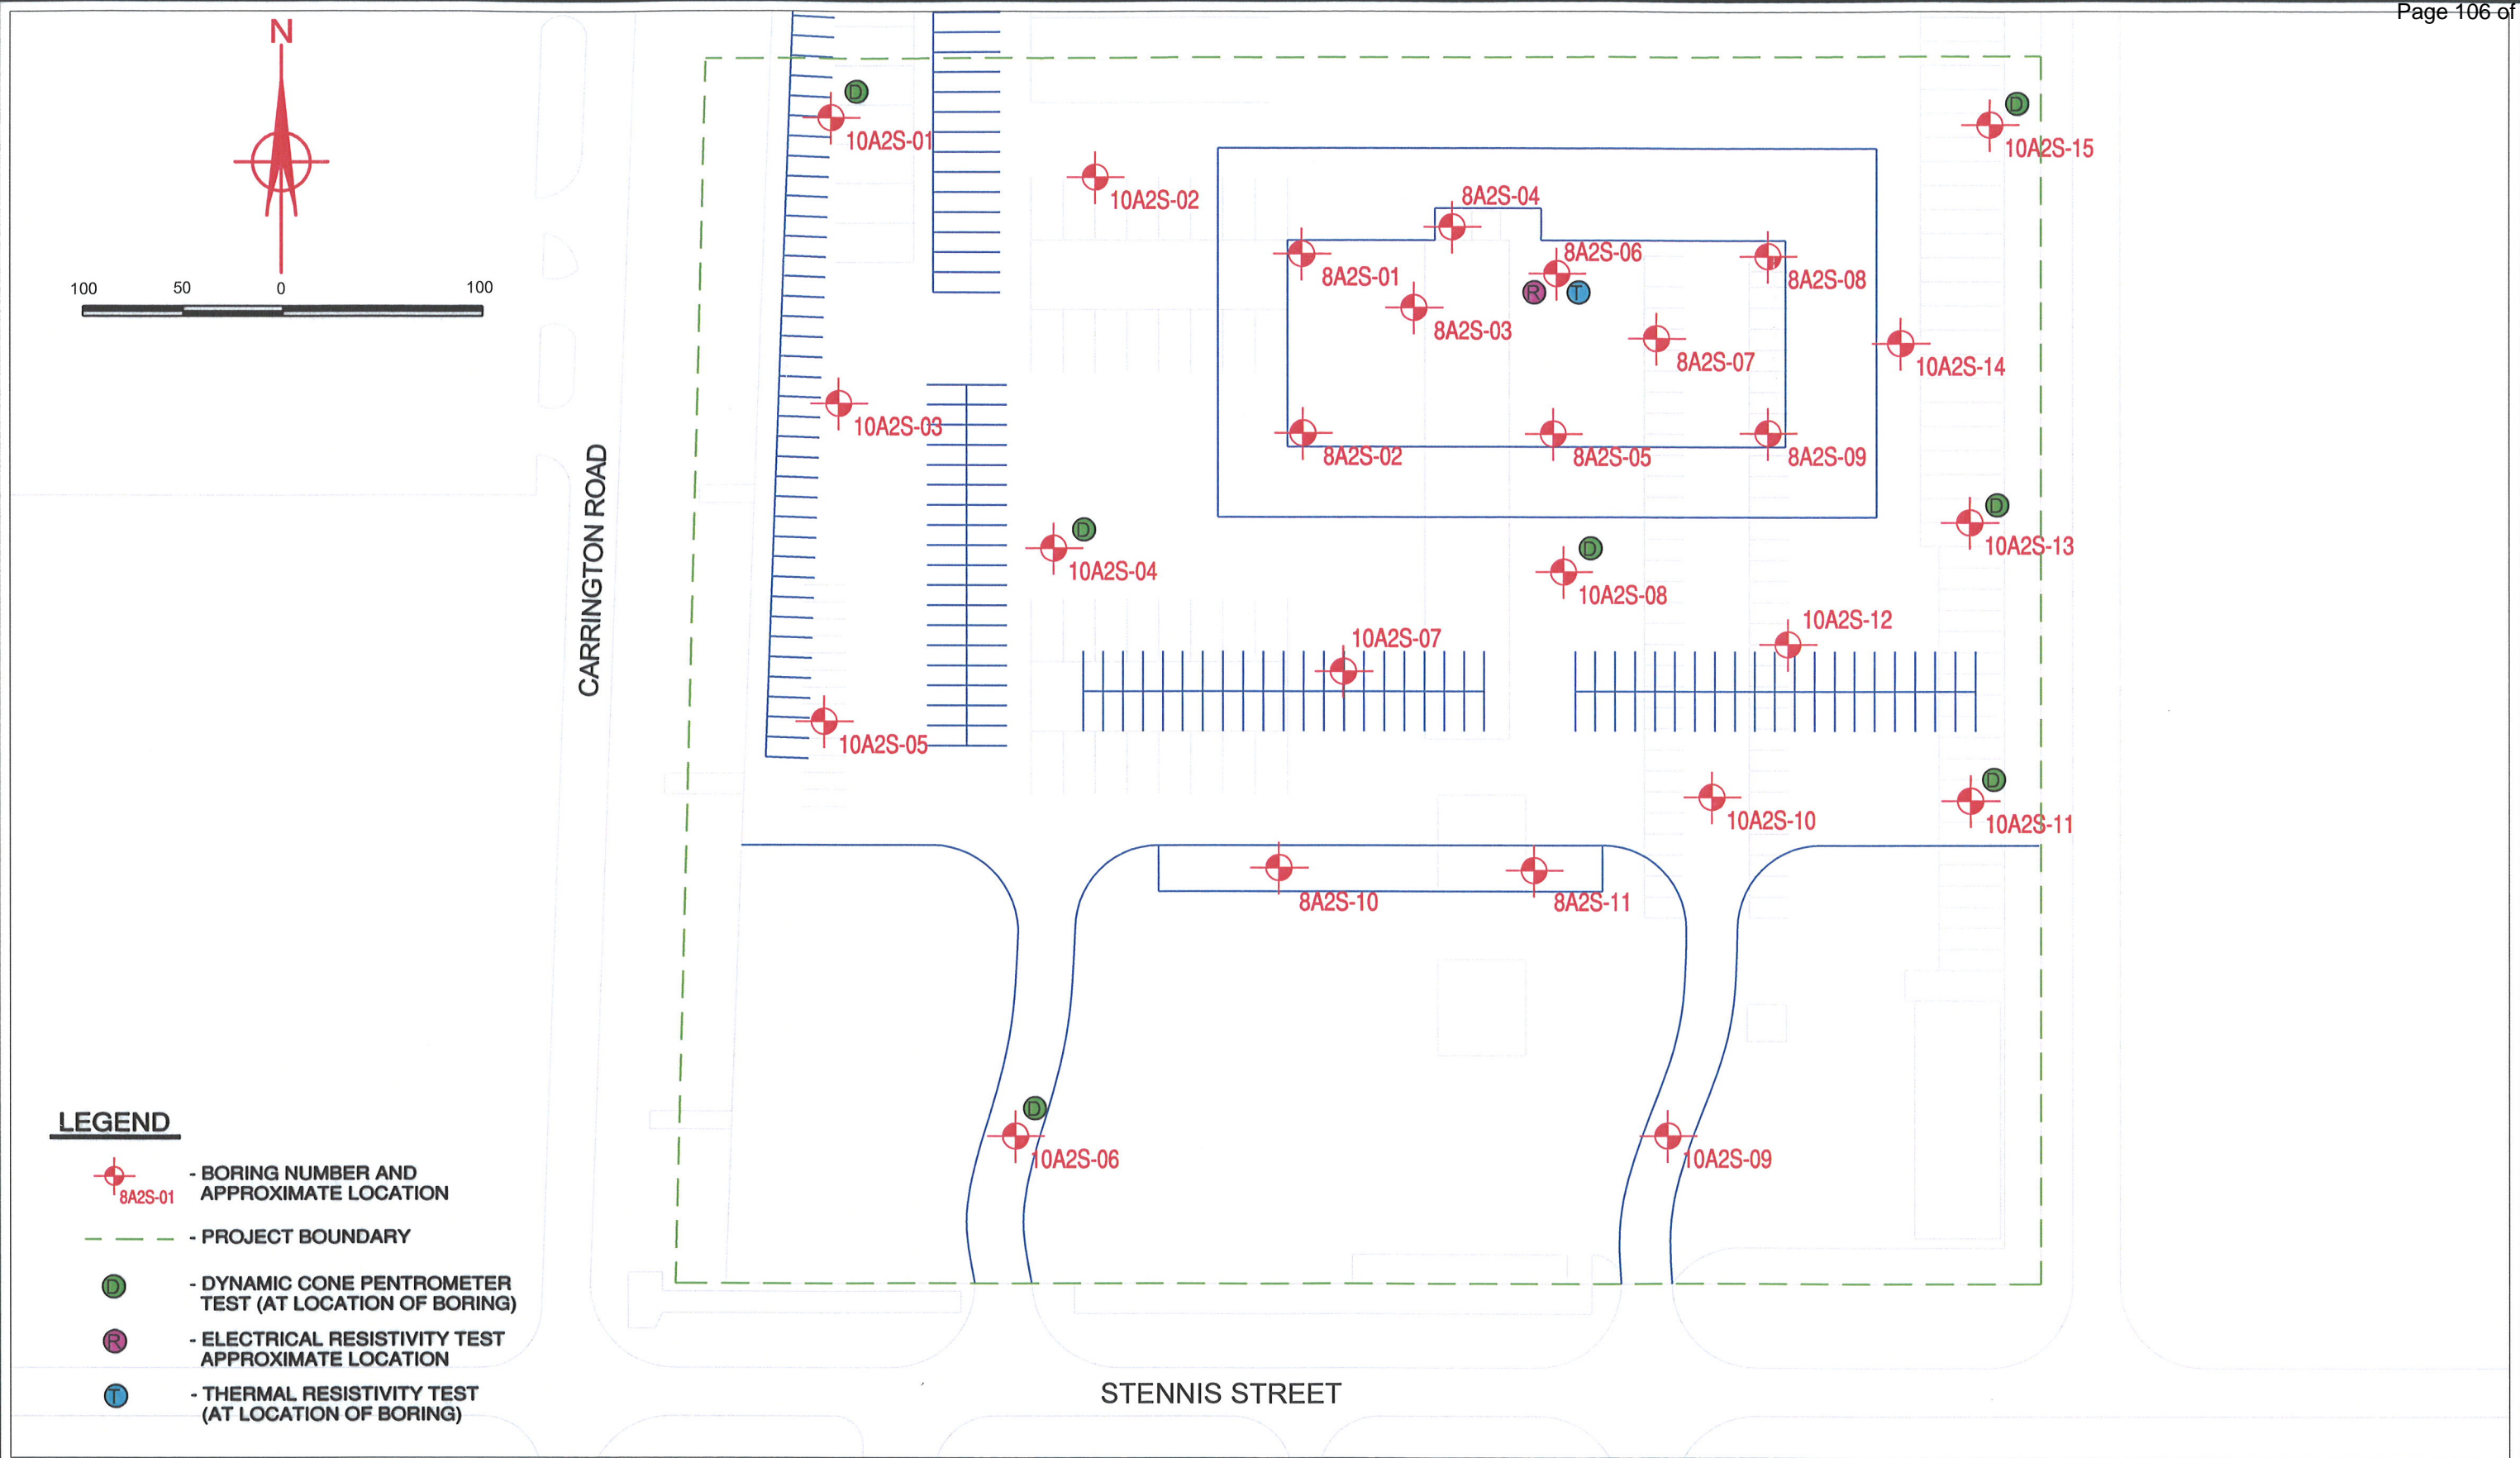 Page 106 of
N
100 50 0 100
D
10A2S-01
10A2S-02
8A2S-04
D
10A2S-15
8A2S-01
8A2S-06
R T
8A2S-08
8A2S-03
8A2S-07
10A2S-14
10A2S-03
8A2S-02
8A2S-05
8A2S-09
CARRINGTON ROAD
D
10A2S-04
D
10A2S-08
D
10A2S-13
10A2S-07
10A2S-12
10A2S-05
10A2S-10
D
10A2S-11
8A2S-10
8A2S-11
D
10A2S-06
10A2S-09
LEGEND
8A2S-01
- BORING NUMBER AND
APPROXIMATE LOCATION
- PROJECT BOUNDARY
D
- DYNAMIC CONE PENTROMETER
TEST (AT LOCATION OF BORING)
R
- ELECTRICAL RESISTIVITY TEST
APPROXIMATE LOCATION
T
- THERMAL RESISTIVITY TEST
(AT LOCATION OF BORING)
STENNIS STREET